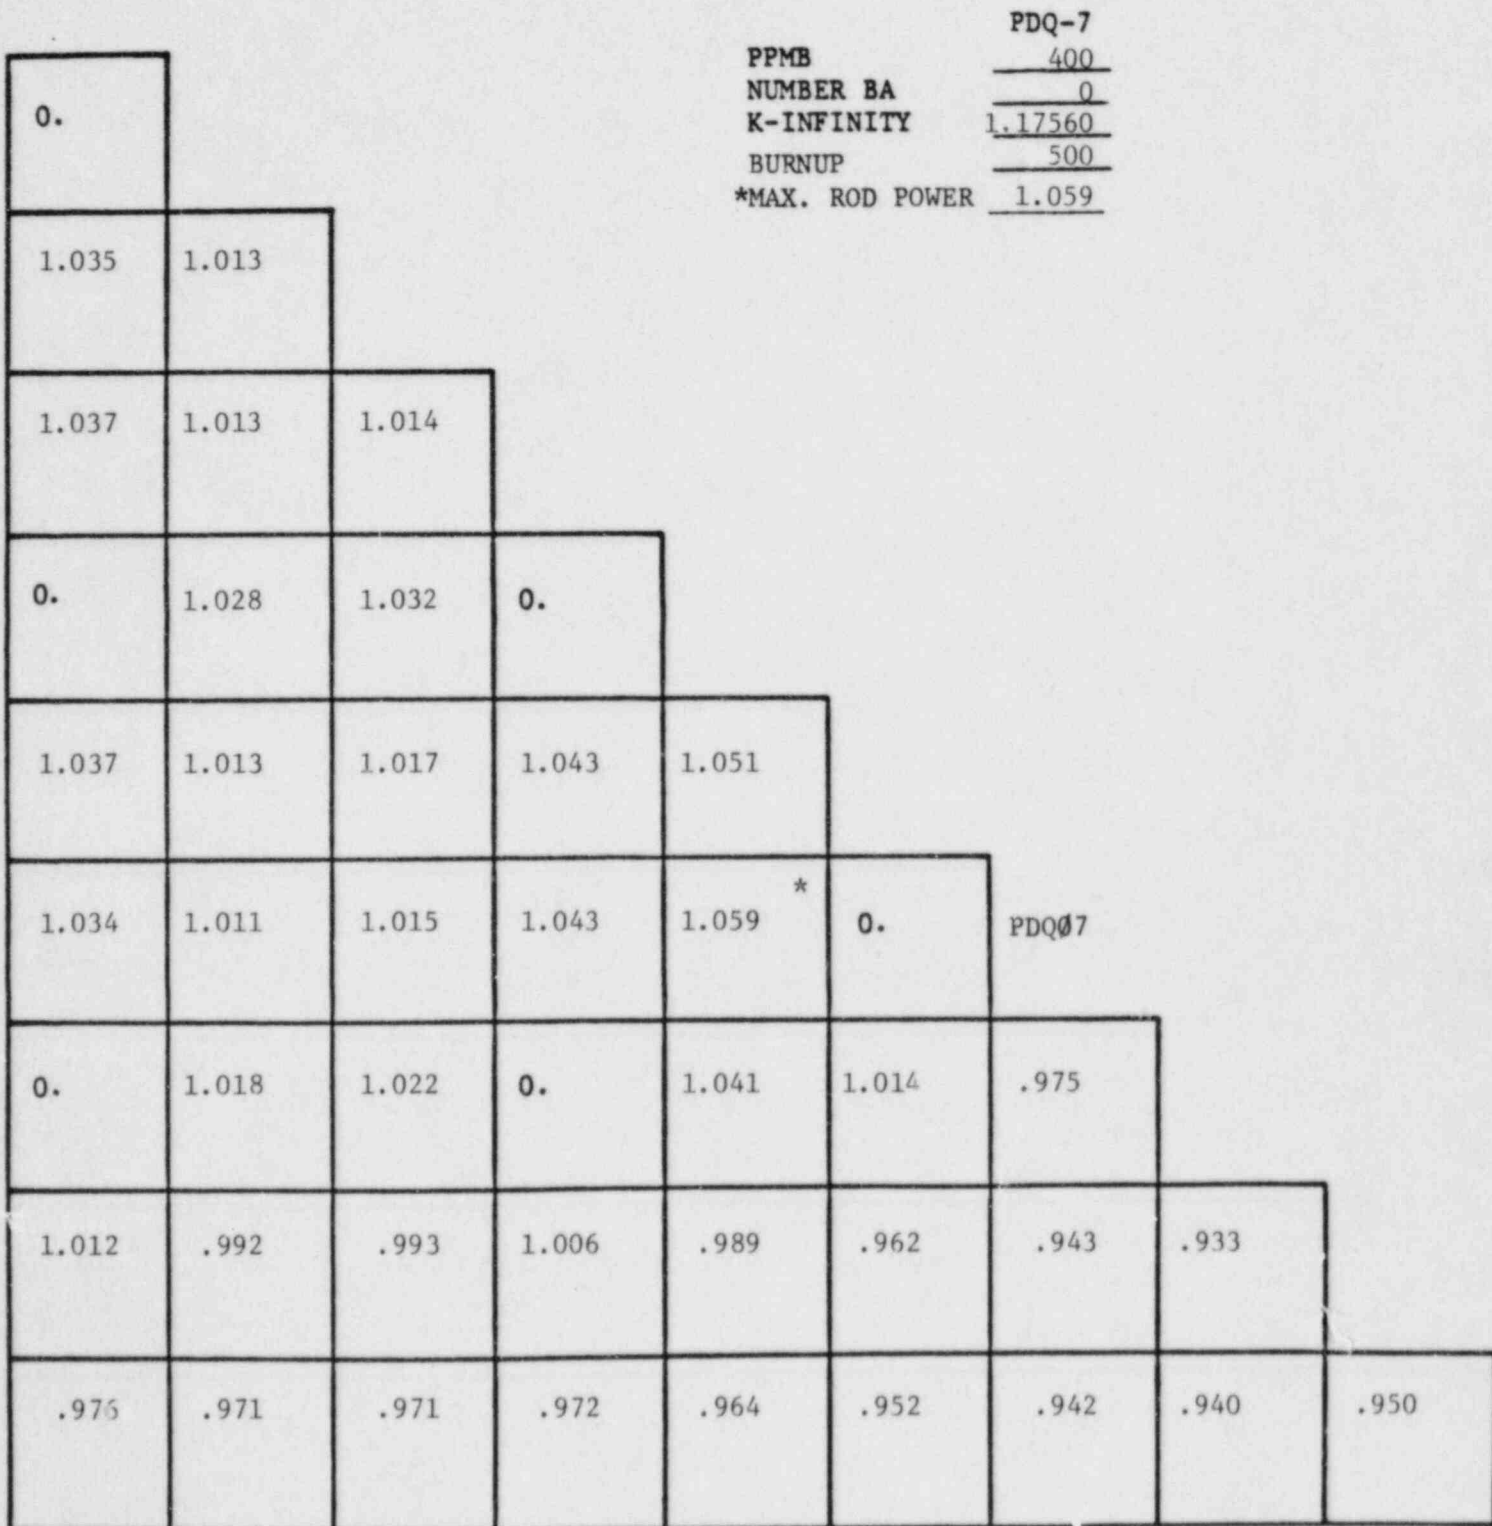 PDQ-7
PPMB 400
NUMBER BA 0
K-INFINITY 1.17560
BURNUP 500
*MAX. ROD POWER 1.059
0.
1.035 1.013
1.037 1.013 1.014
0. 1.028 1.032 0.
1.037 1.013 1.017 1.043 1.051
*
1.034 1.011 1.015 1.043 1.059 0. PDQØ7
0. 1.018 1.022 0. 1.041 1.014 .975
1.012 .992 .993 1.006 .989 .962 .943 .933
.976 .971 .971 .972 .964 .952 .942 .940 .950